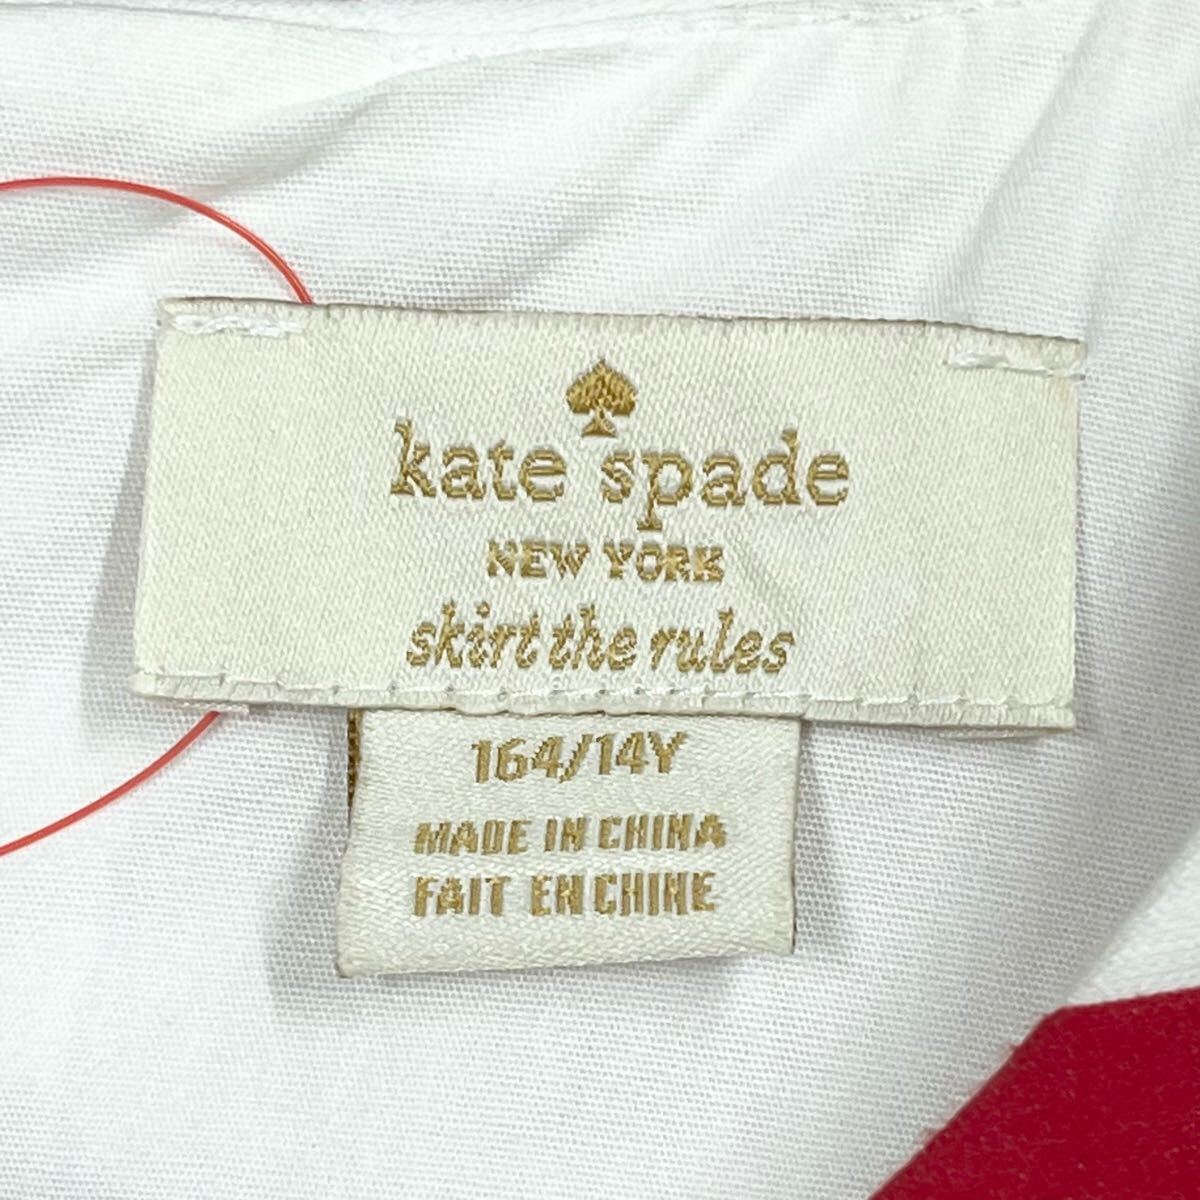 kate spade
NEW YORK
skirt the rules
164/14Y
MADE IN CHINA
FAIT EN CHINE